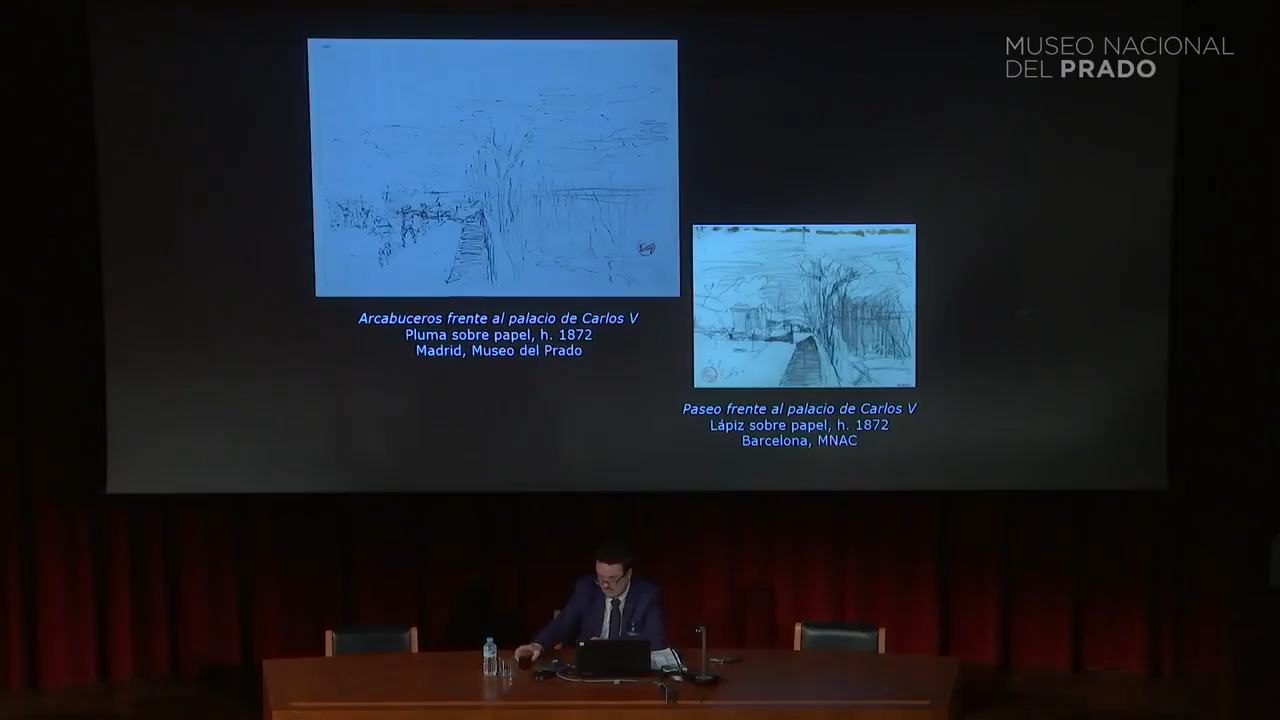 MUSEO NACIONAL
DEL PRADO
Arcabuceros frente al palacio de Carlos V
Pluma sobre papel, h. 1872
Madrid, Museo del Prado
Paseo frente al palacio de Carlos V
Lápiz sobre papel, h. 1872
Barcelona, MNAC